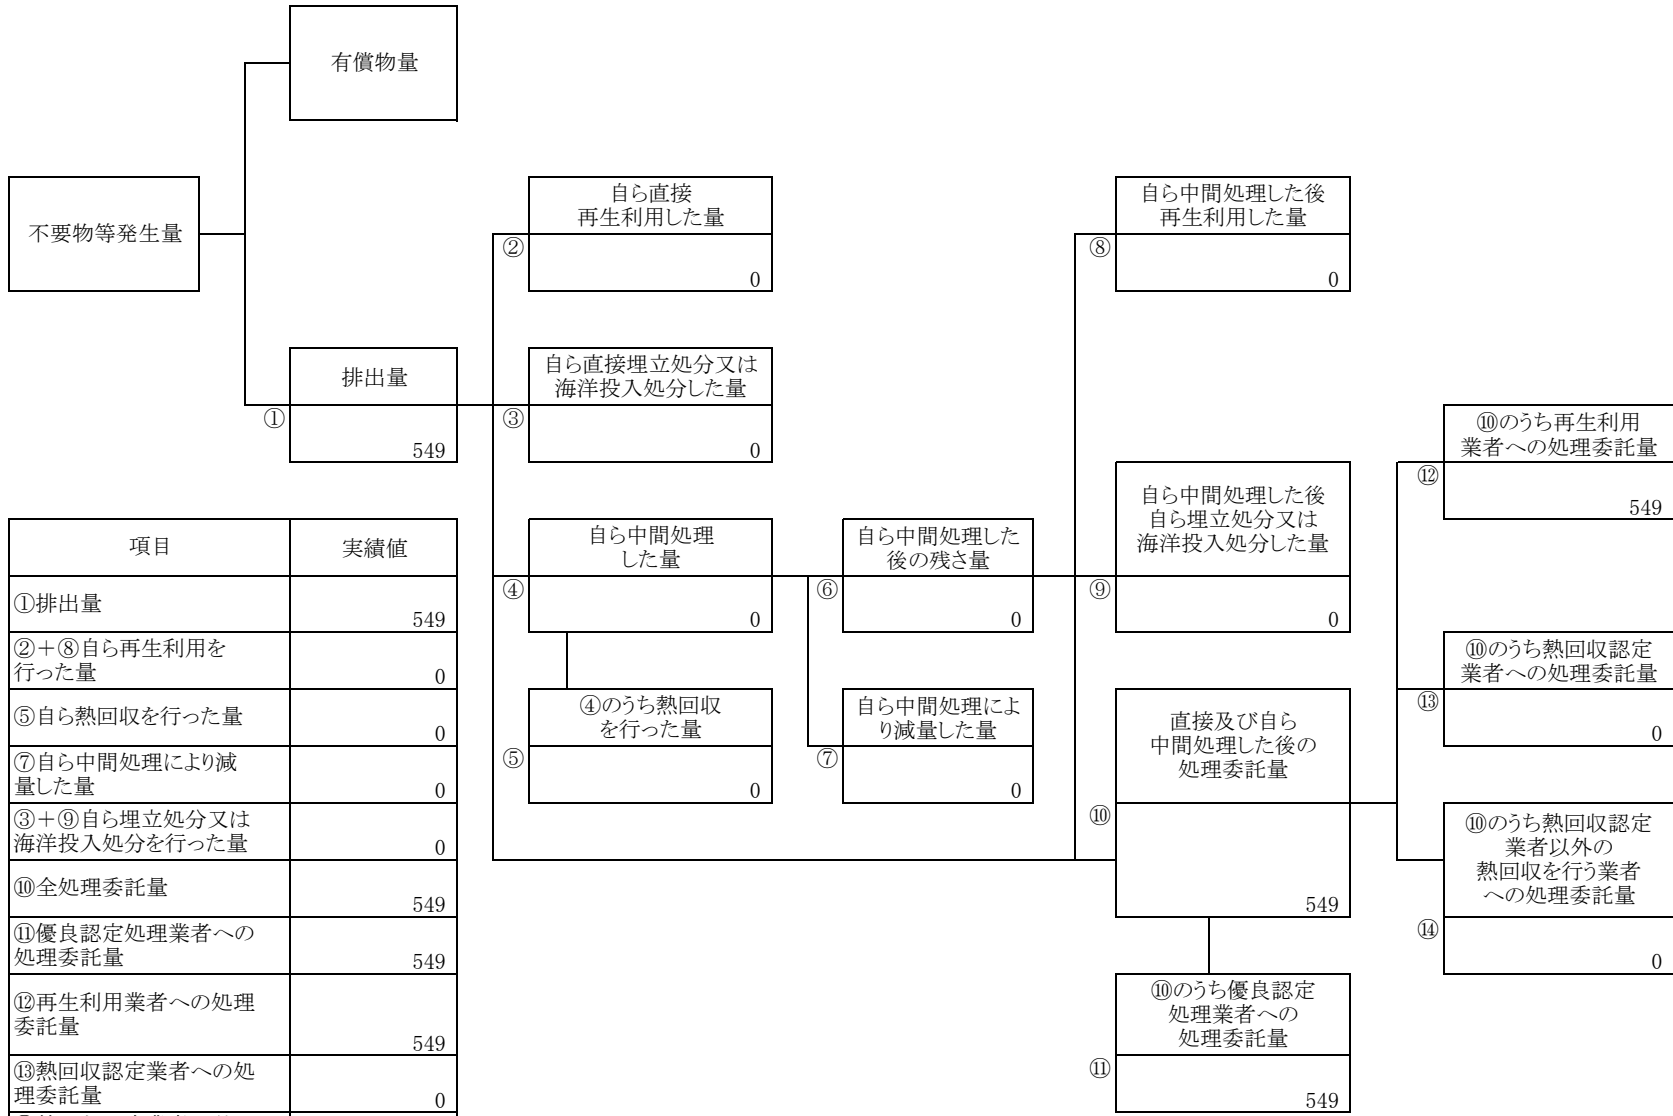 有償物量
不要物等発生量
自ら直接
再生利用した量
②
0
自ら中間処理した後
再生利用した量
⑧
0
排出量
①
549
自ら直接埋立処分又は
海洋投入処分した量
③
0
⑩のうち再生利用
業者への処理委託量
⑫
549
自ら中間処理
した量
④
0
自ら中間処理した
後の残さ量
⑥
0
自ら中間処理した後
自ら埋立処分又は
海洋投入処分した量
⑨
0
⑩のうち熱回収認定
業者への処理委託量
⑬
0
④のうち熱回収
を行った量
⑤
0
自ら中間処理によ
り減量した量
⑦
0
直接及び自ら
中間処理した後の
処理委託量
⑩
549
⑩のうち熱回収認定
業者以外の
熱回収を行う業者
への処理委託量
⑭
0
⑩のうち優良認定
処理業者への
処理委託量
⑪
549
項目
実績値
①排出量
549
②＋⑧自ら再生利用を
行った量
0
⑤自ら熱回収を行った量
0
⑦自ら中間処理により減
量した量
0
③＋⑨自ら埋立処分又は
海洋投入処分を行った量
0
⑩全処理委託量
549
⑪優良認定処理業者への
処理委託量
549
⑫再生利用業者への処理
委託量
549
⑬熱回収認定業者への処
理委託量
0